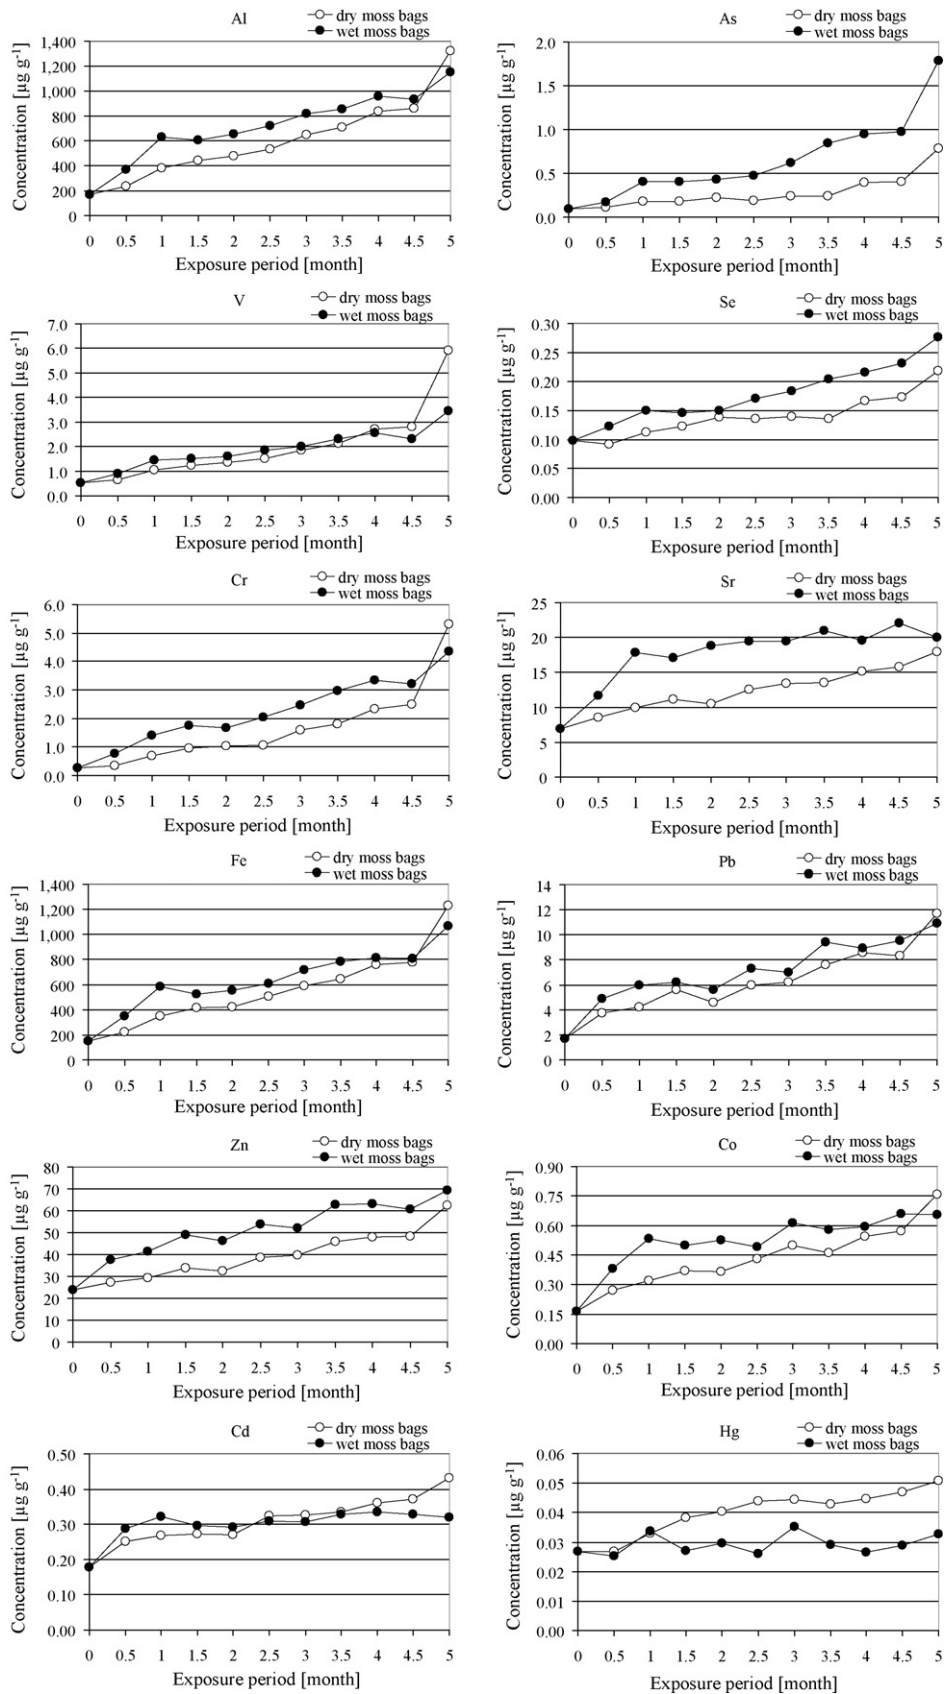 Al
dry moss bags
wet moss bags
Concentration [µg g-1]
1,400
1,200
1,000
800
600
400
200
0
0 0.5 1 1.5 2 2.5 3 3.5 4 4.5 5
Exposure period [month]
As
dry moss bags
wet moss bags
Concentration [µg g-1]
2.0
1.5
1.0
0.5
0.0
0 0.5 1 1.5 2 2.5 3 3.5 4 4.5 5
Exposure period [month]
V
dry moss bags
wet moss bags
Concentration [µg g-1]
7.0
6.0
5.0
4.0
3.0
2.0
1.0
0.0
0 0.5 1 1.5 2 2.5 3 3.5 4 4.5 5
Exposure period [month]
Se
dry moss bags
wet moss bags
Concentration [µg g-1]
0.30
0.25
0.20
0.15
0.10
0.05
0.00
0 0.5 1 1.5 2 2.5 3 3.5 4 4.5 5
Exposure period [month]
Cr
dry moss bags
wet moss bags
Concentration [µg g-1]
6.0
5.0
4.0
3.0
2.0
1.0
0.0
0 0.5 1 1.5 2 2.5 3 3.5 4 4.5 5
Exposure period [month]
Sr
dry moss bags
wet moss bags
Concentration [µg g-1]
25
20
15
10
5
0
0 0.5 1 1.5 2 2.5 3 3.5 4 4.5 5
Exposure period [month]
Fe
dry moss bags
wet moss bags
Concentration [µg g-1]
1,400
1,200
1,000
800
600
400
200
0
0 0.5 1 1.5 2 2.5 3 3.5 4 4.5 5
Exposure period [month]
Pb
dry moss bags
wet moss bags
Concentration [µg g-1]
14
12
10
8
6
4
2
0
0 0.5 1 1.5 2 2.5 3 3.5 4 4.5 5
Exposure period [month]
Zn
dry moss bags
wet moss bags
Concentration [µg g-1]
80
70
60
50
40
30
20
10
0
0 0.5 1 1.5 2 2.5 3 3.5 4 4.5 5
Exposure period [month]
Co
dry moss bags
wet moss bags
Concentration [µg g-1]
0.90
0.75
0.60
0.45
0.30
0.15
0.00
0 0.5 1 1.5 2 2.5 3 3.5 4 4.5 5
Exposure period [month]
Cd
dry moss bags
wet moss bags
Concentration [µg g-1]
0.50
0.40
0.30
0.20
0.10
0.00
0 0.5 1 1.5 2 2.5 3 3.5 4 4.5 5
Exposure period [month]
Hg
dry moss bags
wet moss bags
Concentration [µg g-1]
0.06
0.05
0.04
0.03
0.02
0.01
0.00
0 0.5 1 1.5 2 2.5 3 3.5 4 4.5 5
Exposure period [month]